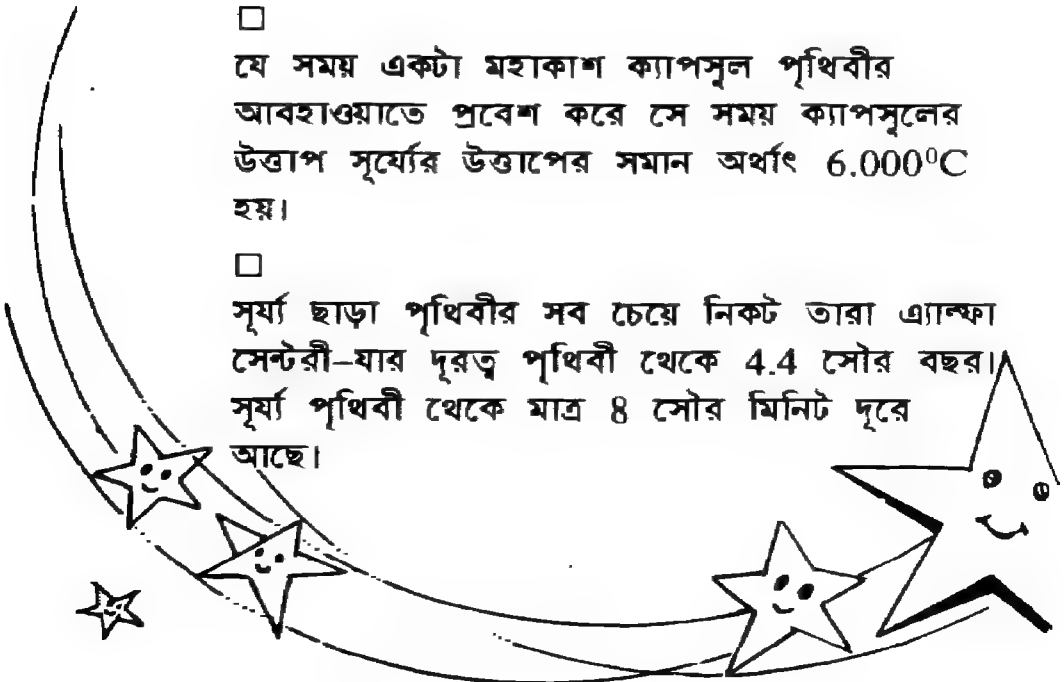 □
যে সময় একটা মহাকাশ ক্যাপসুল পৃথিবীর
আবহাওয়াতে প্রবেশ করে সে সময় ক্যাপসুলের
উত্তাপ সূর্য্যের উত্তাপের সমান অর্থাৎ 6.000⁰C
হয়।
□
সূর্য্য ছাড়া পৃথিবীর সব চেয়ে নিকট তারা এ্যাল্ফা
সেন্টরী–যার দূরত্ব পৃথিবী থেকে 4.4 সৌর বছর।
সূর্য্য পৃথিবী থেকে মাত্র 8 সৌর মিনিট দূরে
আছে।